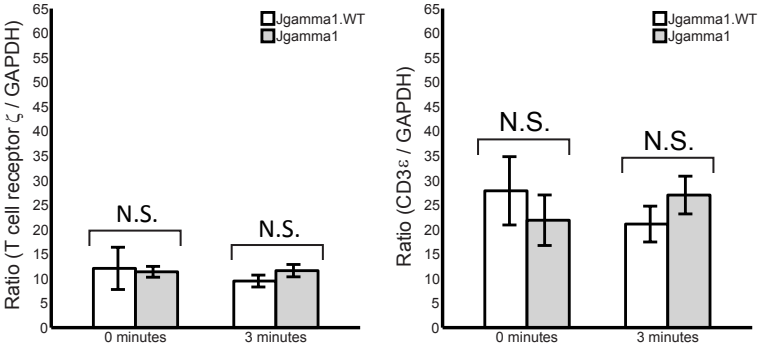 Ratio (T cell receptor ζ / GAPDH)
65
60
55
50
45
40
35
30
25
20
15
10
5
0
Jgamma1.WT
Jgamma1
N.S.
N.S.
0 minutes
3 minutes
Ratio (CD3ε / GAPDH)
65
60
55
50
45
40
35
30
25
20
15
10
5
0
Jgamma1.WT
Jgamma1
N.S.
N.S.
0 minutes
3 minutes